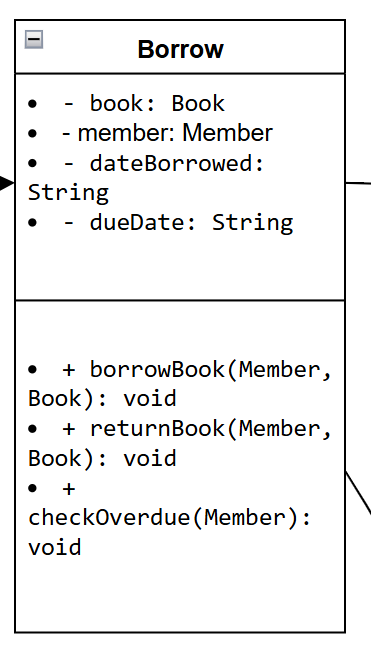 Borrow
• - book: Book
• - member: Member
• - dateBorrowed:
String
• - dueDate: String
• + borrowBook(Member,
Book): void
• + returnBook(Member,
Book): void
• +
checkOverdue(Member):
void